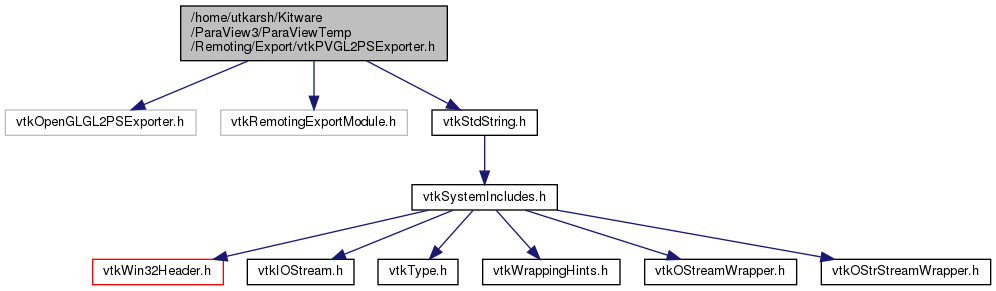 /home/utkarsh/Kitware
/ParaView3/ParaViewTemp
/Remoting/Export/vtkPVGL2PSExporter.h
vtkOpenGLGL2PSExporter.h
vtkRemotingExportModule.h
vtkStdString.h
vtkSystemIncludes.h
vtkWin32Header.h
vtkIOStream.h
vtkType.h
vtkWrappingHints.h
vtkOStreamWrapper.h
vtkOStrStreamWrapper.h